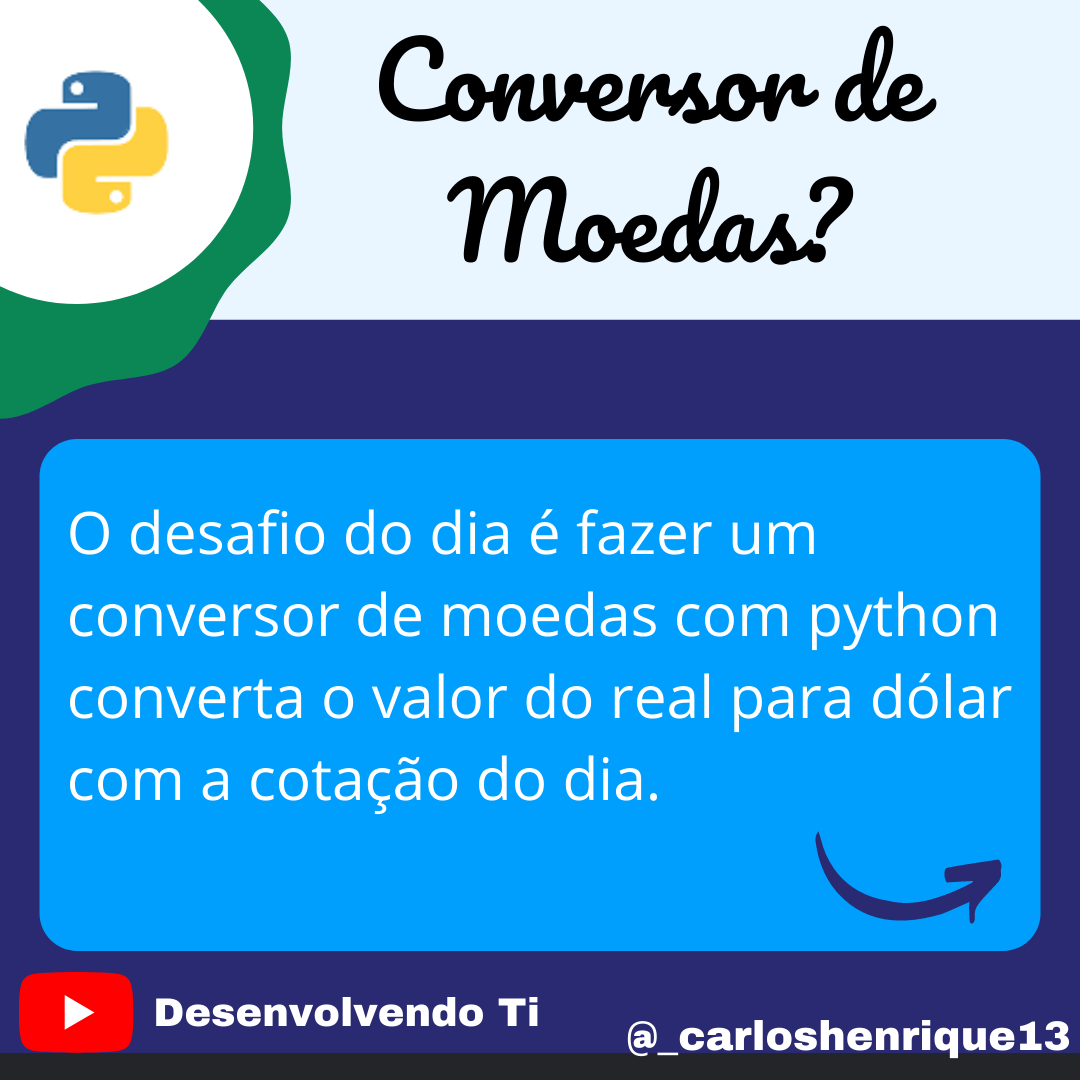 Conversor de
Moedas?
O desafio do dia é fazer um
conversor de moedas com python
converta o valor do real para dólar
com a cotação do dia.
Desenvolvendo Ti
@_carloshenrique13